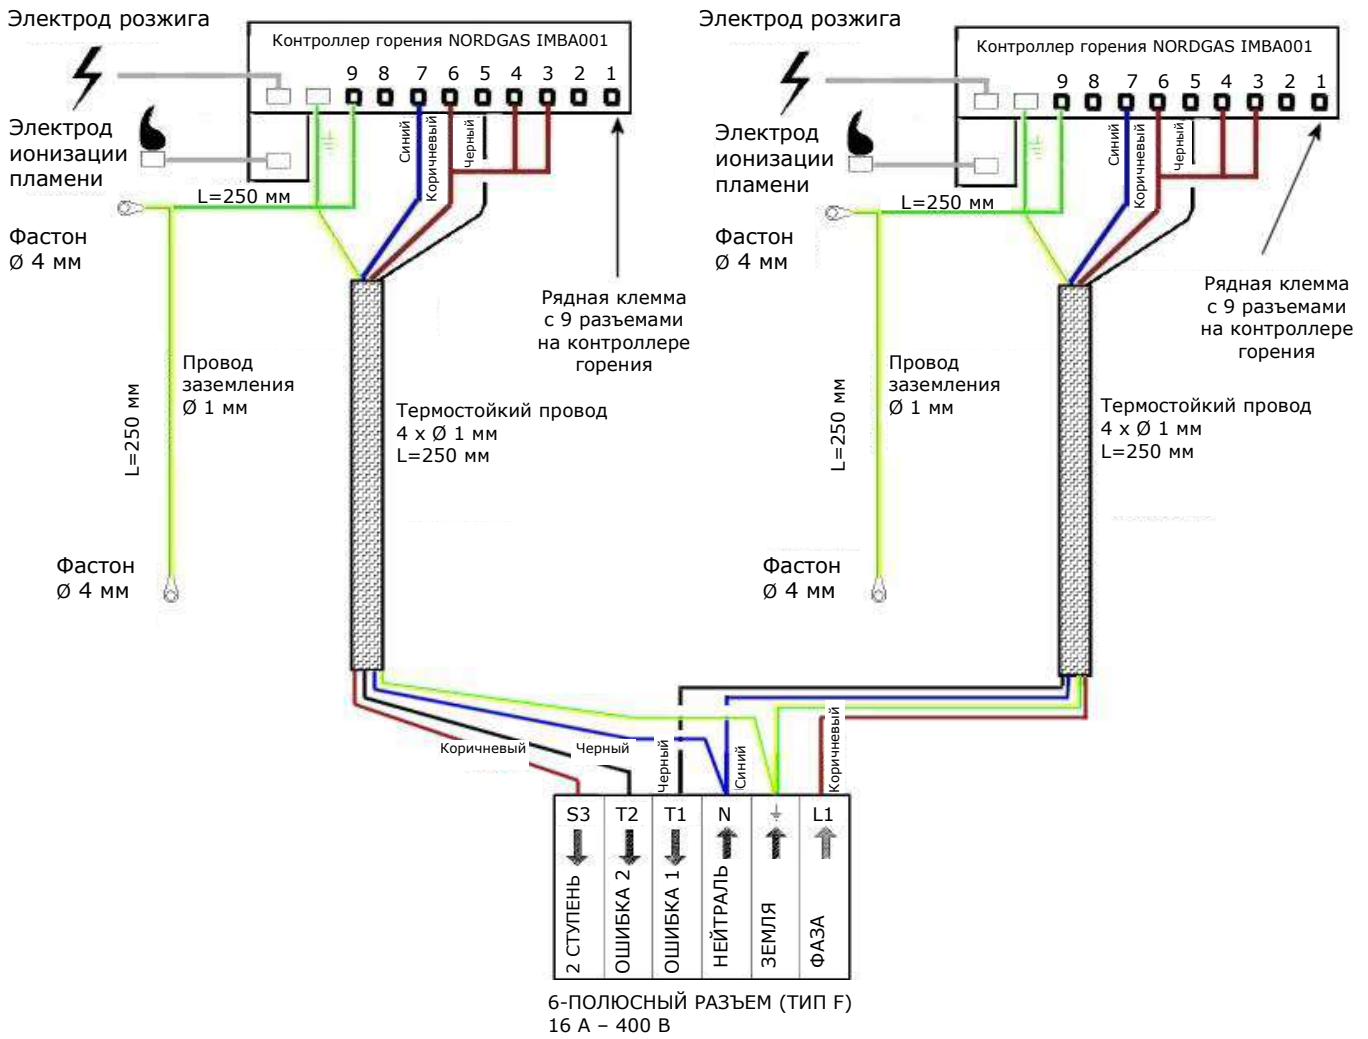 Электрод розжига
Контроллер горения NORDGAS IMBA001
9 8 7 6 5 4 3 2 1
Электрод
ионизации
пламени
Синий
Коричневый
Черный
L=250 мм
Фастон
Ø 4 мм
Рядная клемма
с 9 разъемами
на контроллере
горения
Провод
заземления
Ø 1 мм
L=250 мм
Термостойкий провод
4 x Ø 1 мм
L=250 мм
Фастон
Ø 4 мм
Электрод розжига
Контроллер горения NORDGAS IMBA001
9 8 7 6 5 4 3 2 1
Электрод
ионизации
пламени
Синий
Коричневый
Черный
L=250 мм
Фастон
Ø 4 мм
Рядная клемма
с 9 разъемами
на контроллере
горения
Провод
заземления
Ø 1 мм
L=250 мм
Термостойкий провод
4 x Ø 1 мм
L=250 мм
Фастон
Ø 4 мм
Коричневый
Черный
Черный
Синий
Коричневый
S3 T2 T1 N L1
2 СТУПЕНЬ
ОШИБКА 2
ОШИБКА 1
НЕЙТРАЛЬ
ЗЕМЛЯ
ФАЗА
6-ПОЛЮСНЫЙ РАЗЪЕМ (ТИП F)
16 А – 400 В